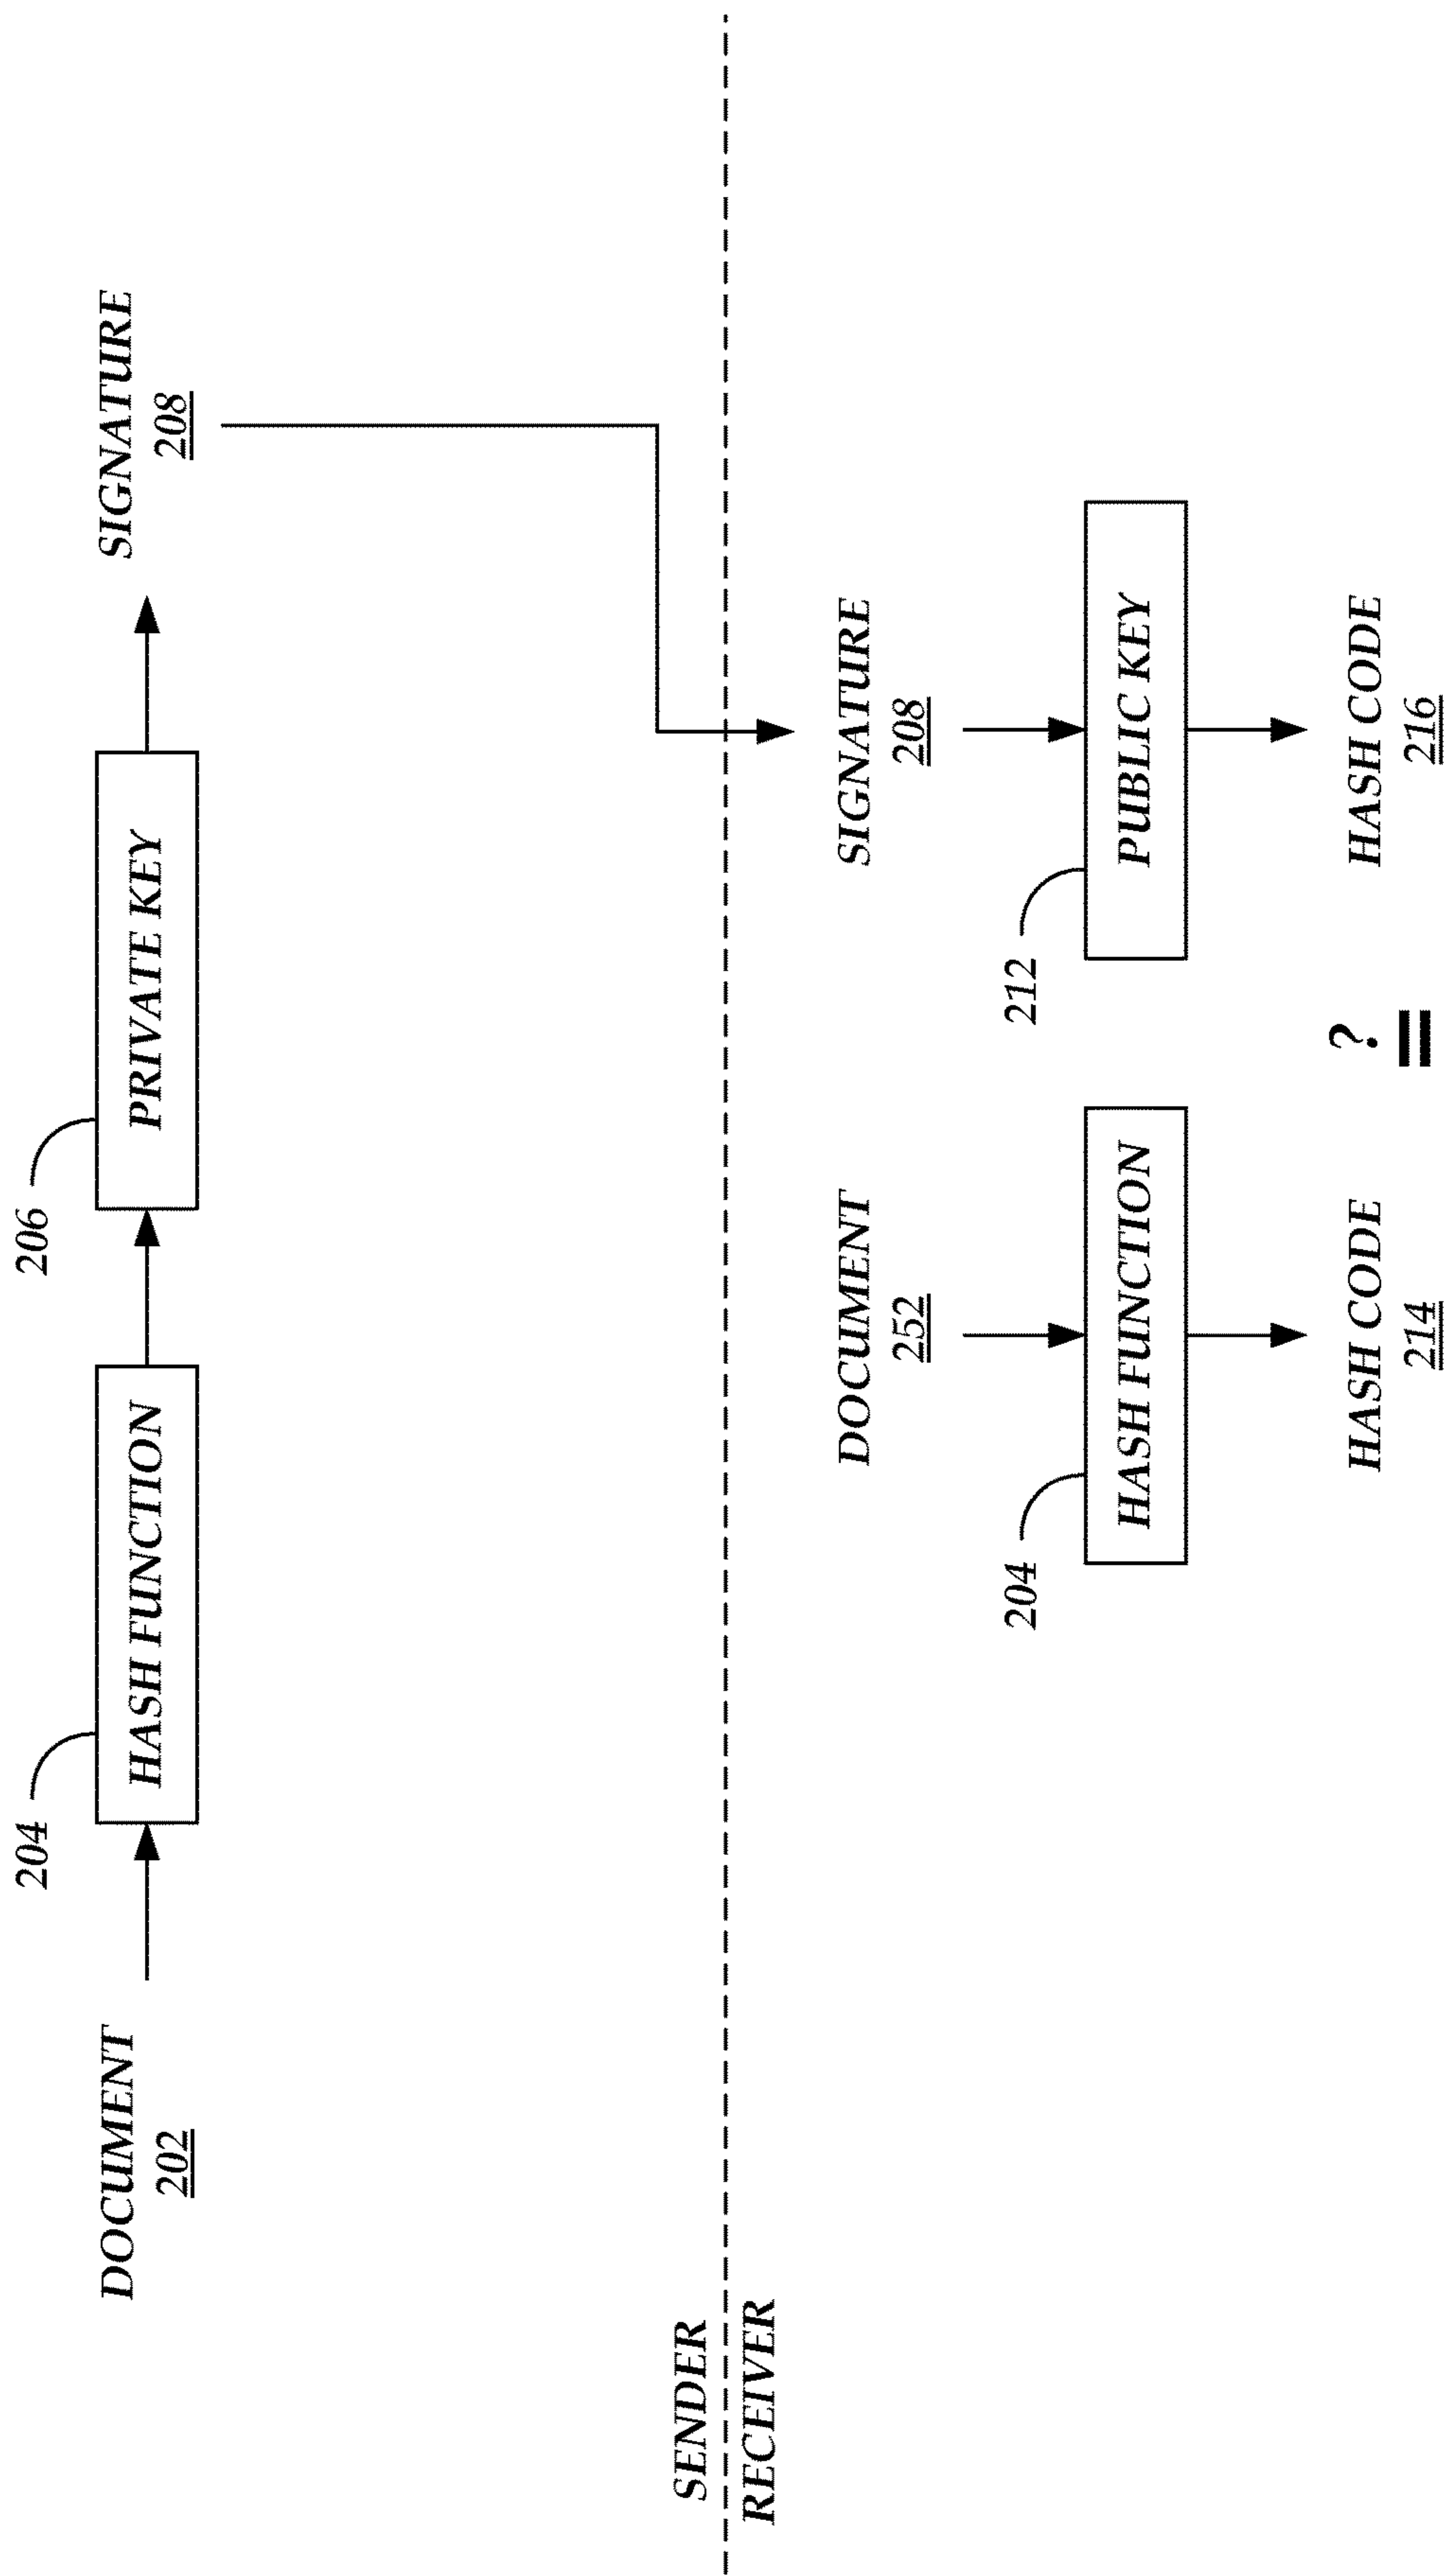 204
206
DOCUMENT
202
HASH FUNCTION
PRIVATE KEY
SIGNATURE
208
SENDER
RECEIVER
DOCUMENT
252
SIGNATURE
208
204
HASH FUNCTION
212
PUBLIC KEY
HASH CODE
214
?
=
HASH CODE
216